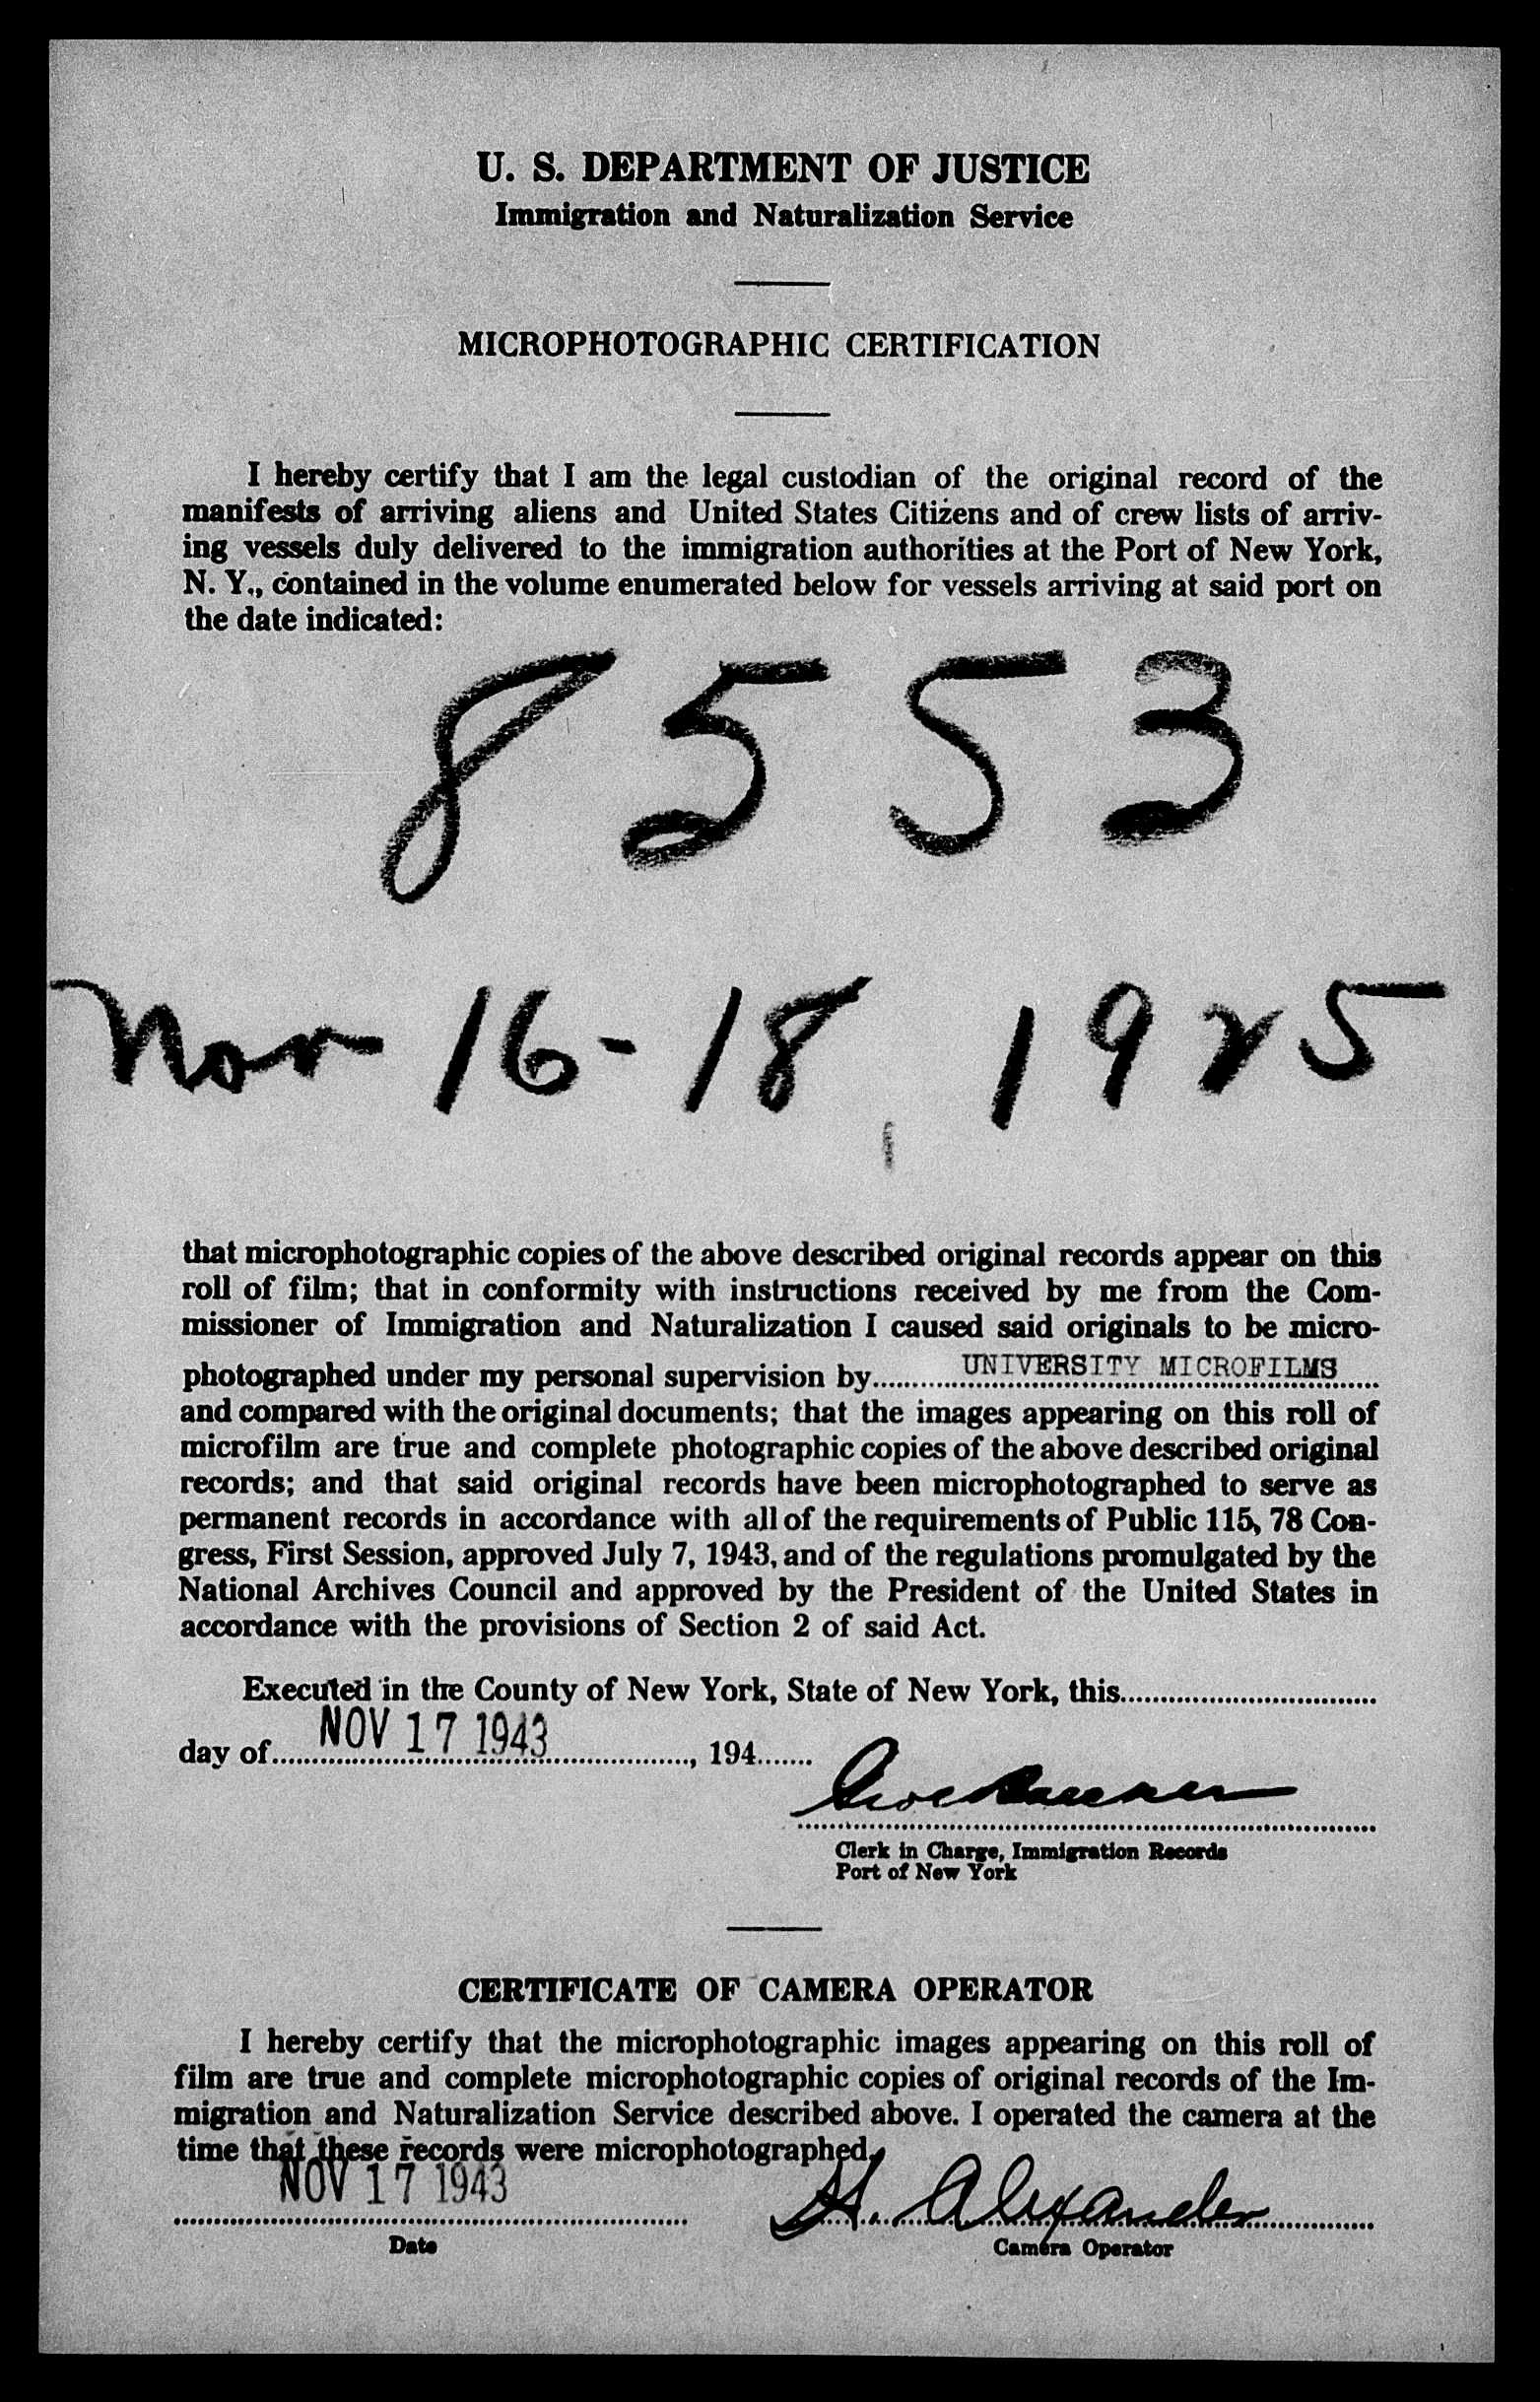 U. S. DEPARTMENT OF JUSTICE
Immigration and Naturalization Service
MICROPHOTOGRAPHIC CERTIFICATION
I hereby certify that I am the legal custodian of the original record of the
manifests of arriving aliens and United States Citizens and of crew lists of arriv-
ing vessels duly delivered to the immigration authorities at the Port of New York,
N. Y., contained in the volume enumerated below for vessels arriving at said port on
the date indicated:
8553
Nov 16-18 1925
that microphotographic copies of the above described original records appear on this
roll of film; that in conformity with instructions received by me from the Com-
missioner of Immigration and Naturalization I caused said originals to be micro-
photographed under my personal supervision by UNIVERSITY MICROFILMS
and compared with the original documents; that the images appearing on this roll of
microfilm are true and complete photographic copies of the above described original
records; and that said original records have been microphotographed to serve as
permanent records in accordance with all of the requirements of Public 115, 78 Con-
gress, First Session, approved July 7, 1943, and of the regulations promulgated by the
National Archives Council and approved by the President of the United States in
accordance with the provisions of Section 2 of said Act.
Executed in the County of New York, State of New York, this
day of NOV 17 1943, 194
Clerk in Charge, Immigration Records
Port of New York
CERTIFICATE OF CAMERA OPERATOR
I hereby certify that the microphotographic images appearing on this roll of
film are true and complete microphotographic copies of original records of the Im-
migration and Naturalization Service described above. I operated the camera at the
time that these records were microphotographed.
NOV 17 1943 H. Alexander
Date Camera Operator